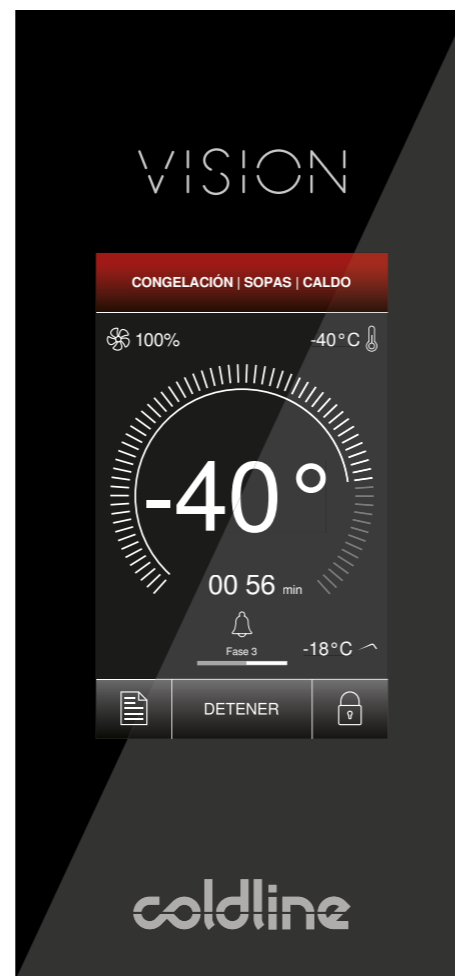 VISION
CONGELACIÓN | SOPAS | CALDO
100% -40°C
-40°
00 56 min
Fase 3
-18°C
DETENER
coldline